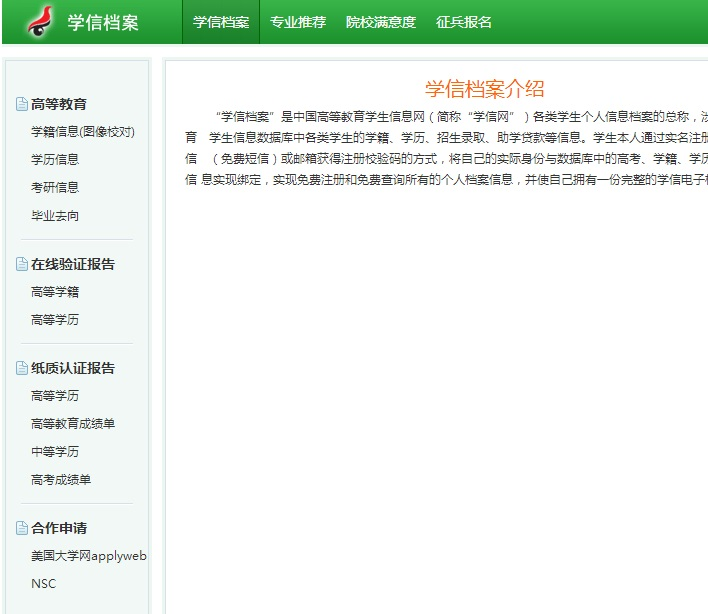 学信档案
学信档案 专业推荐 院校满意度 征兵报名
高等教育
学籍信息(图像校对)
学历信息
考研信息
毕业去向
在线验证报告
高等学籍
高等学历
纸质认证报告
高等学历
高等教育成绩单
中等学历
高考成绩单
合作申请
美国大学网applyweb
NSC
学信档案介绍
“学信档案”是中国高等教育学生信息网（简称“学信网”）各类学生个人信息档案的总称，涉
育 学生信息数据库中各类学生的学籍、学历、招生录取、助学贷款等信息。学生本人通过实名注册
信 （免费短信）或邮箱获得注册校验码的方式，将自己的实际身份与数据库中的高考、学籍、学历
信 息实现绑定，实现免费注册和免费查询所有的个人档案信息，并使自己拥有一份完整的学信电子